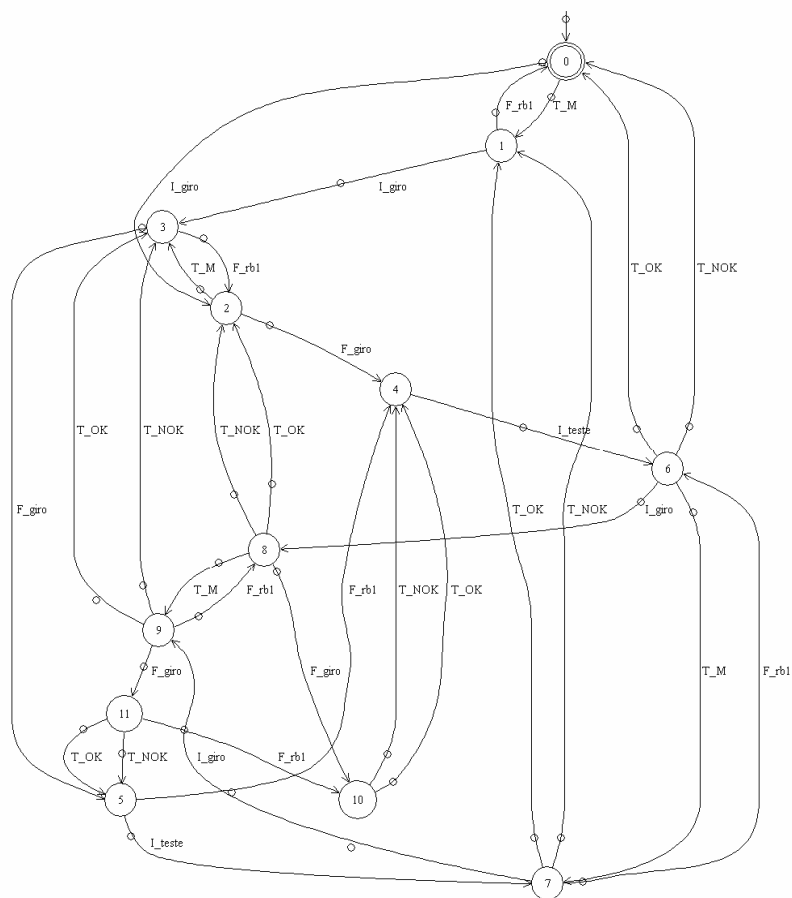 0
F_rb1
T_M
1
I_giro
I_giro
3
T_M
F_rb1
T_OK
T_NOK
2
F_giro
4
T_OK
T_NOK
T_NOK
T_OK
I_teste
6
F_giro
T_OK
T_NOK
I_giro
8
T_M
F_rb1
F_rb1
T_NOK
T_OK
9
F_giro
F_giro
T_M
F_rb1
11
T_OK
T_NOK
I_giro
F_rb1
5
10
I_teste
7